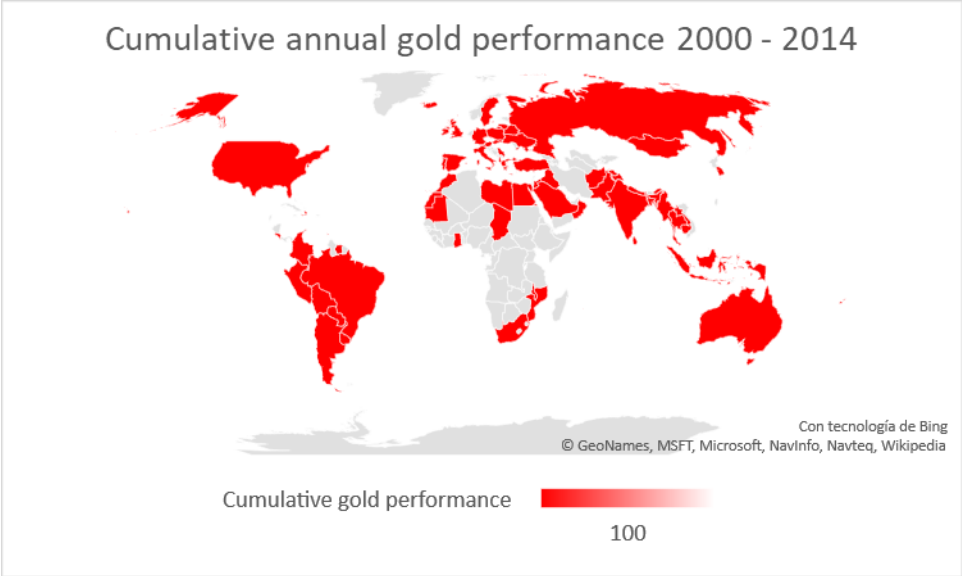 Cumulative annual gold performance 2000 - 2014
Con tecnología de Bing
© GeoNames, MSFT, Microsoft, NavInfo, Navteq, Wikipedia
Cumulative gold performance
100